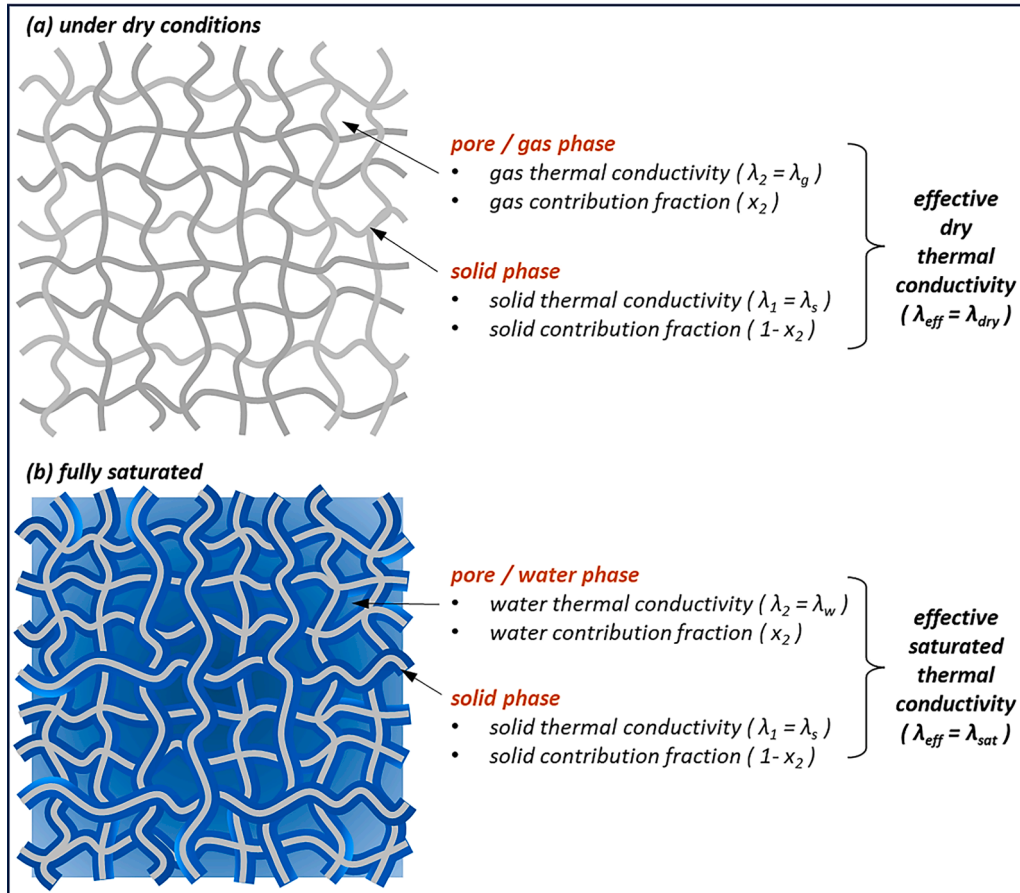 (a) under dry conditions
pore / gas phase
• gas thermal conductivity ( λ2 = λg )
• gas contribution fraction ( x2 )
solid phase
• solid thermal conductivity ( λ1 = λs )
• solid contribution fraction ( 1- x2 )
effective
dry
thermal
conductivity
( λeff = λdry )
(b) fully saturated
pore / water phase
• water thermal conductivity ( λ2 = λw )
• water contribution fraction ( x2 )
solid phase
• solid thermal conductivity ( λ1 = λs )
• solid contribution fraction ( 1- x2 )
effective
saturated
thermal
conductivity
( λeff = λsat )